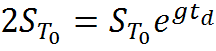 $2S_{T_0} = S_{T_0}e^{gt_d}$